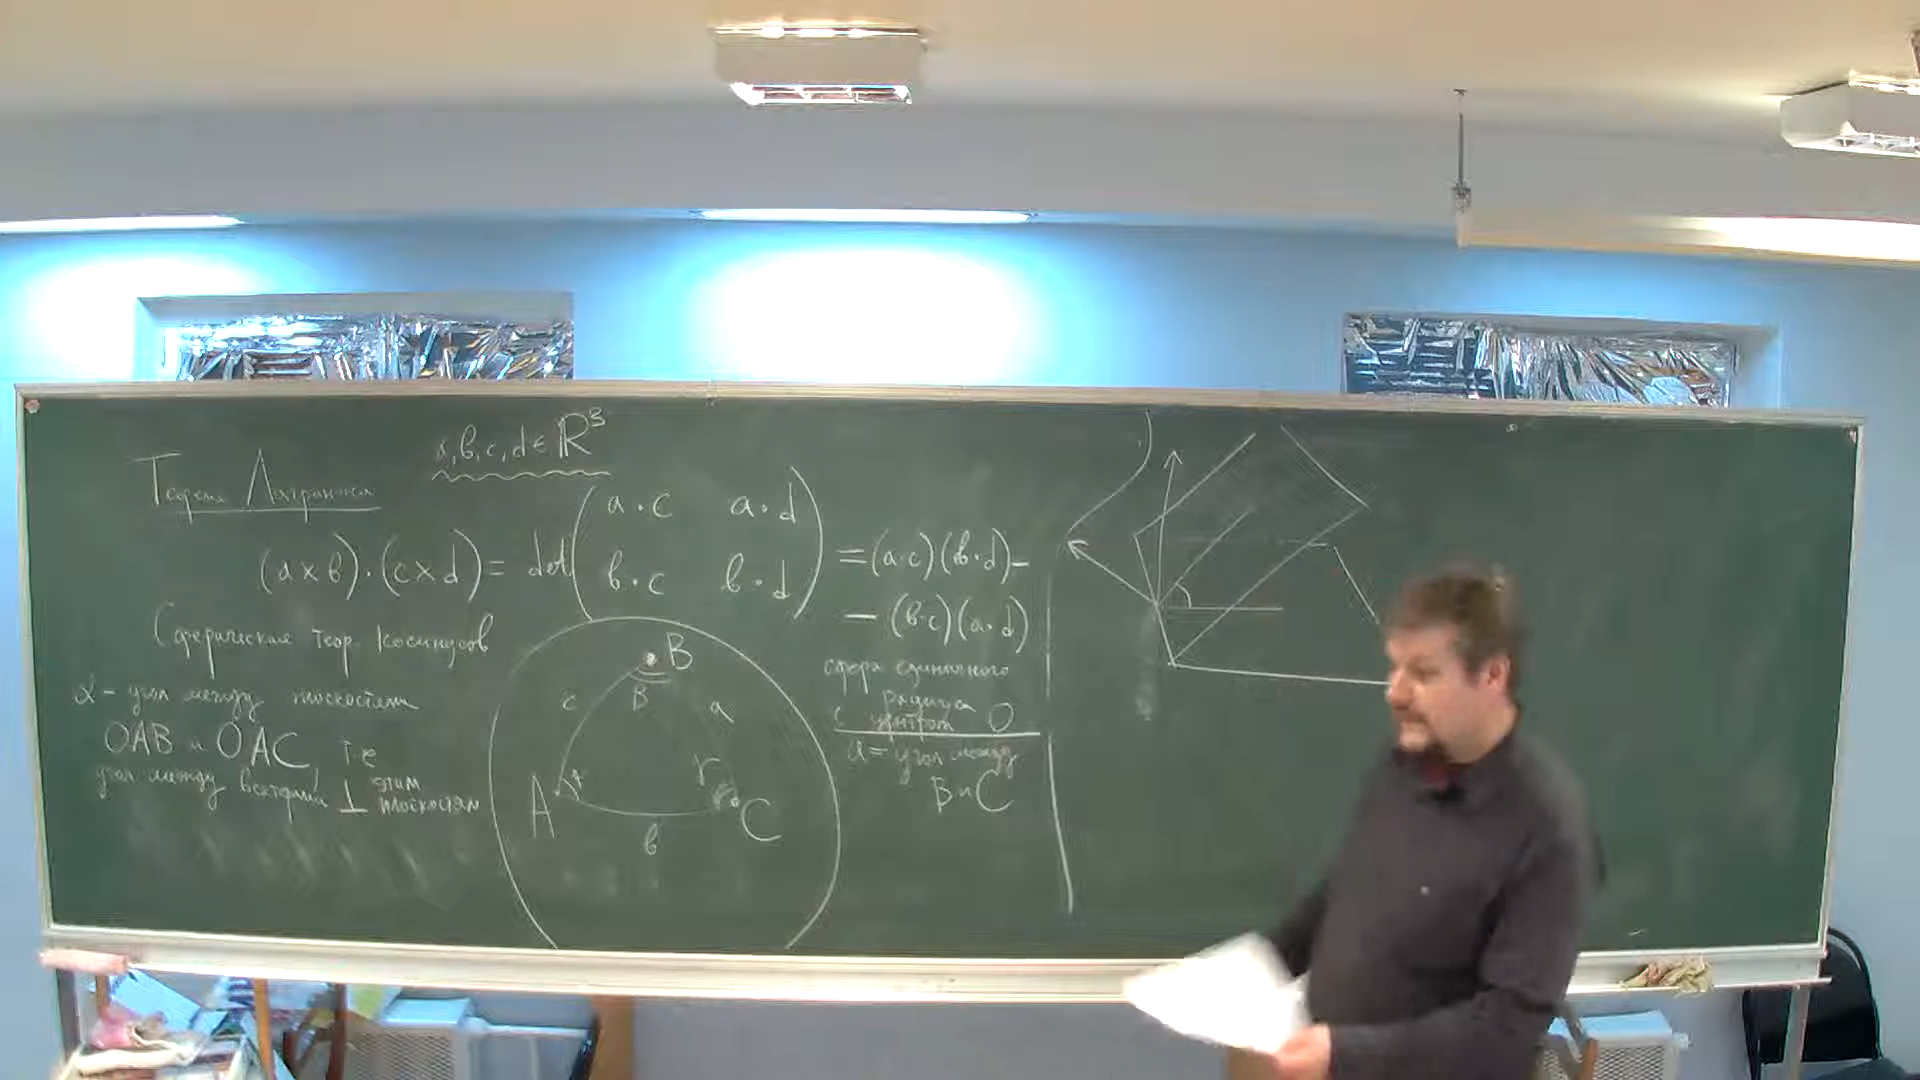 a,b,c,d ∈ ℝ³
Теорема Лагранжа
(a×b)·(c×d) = det ( a·c a·d
b·c b·d ) = (a·c)(b·d) −
− (b·c)(a·d)
Сферическая теор. косинусов
α - угол между плоскостями
OAB и OAC, т.е
угол между векторами ⊥ этим плоскостям
B
B
c
a
A
α
γ
C
b
сфера единичного
радиуса
с центром O
a = угол между
B и C